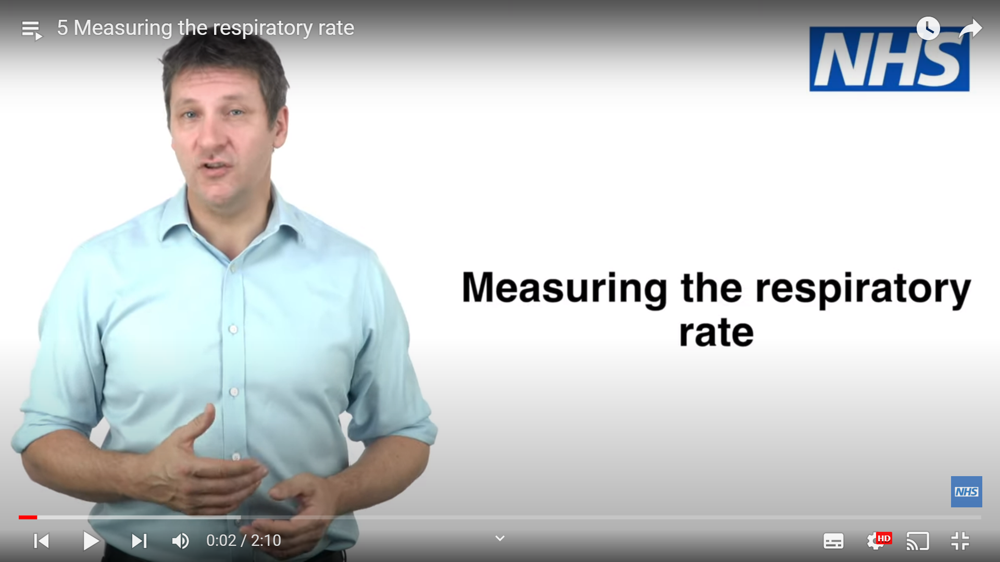 5 Measuring the respiratory rate
NHS
Measuring the respiratory
rate
NHS
0:02 / 2:10
HD